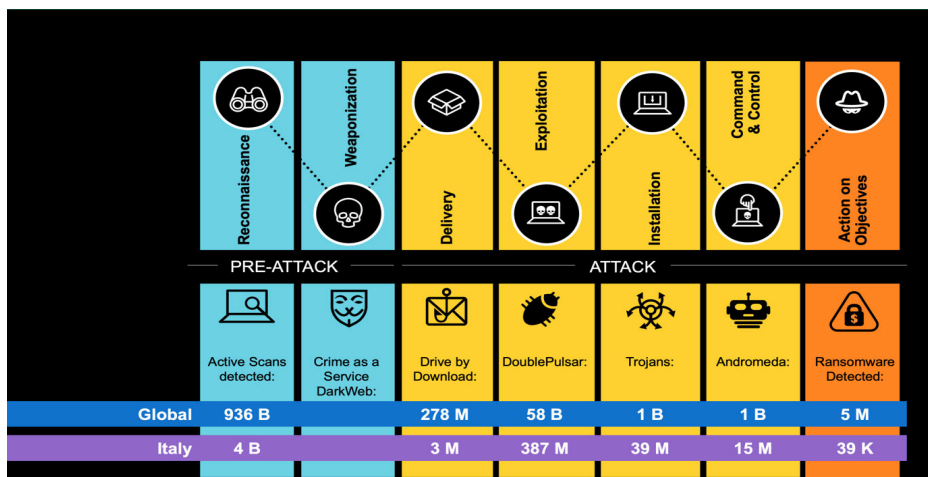 Reconnaissance
Weaponization
Delivery
Exploitation
Installation
Command
& Control
Action on
Objectives
PRE-ATTACK
ATTACK
Active Scans
detected:
Crime as a
Service
DarkWeb:
Drive by
Download:
DoublePulsar:
Trojans:
Andromeda:
Ransomware
Detected:
Global 936 B 278 M 58 B 1 B 1 B 5 M
Italy 4 B 3 M 387 M 39 M 15 M 39 K